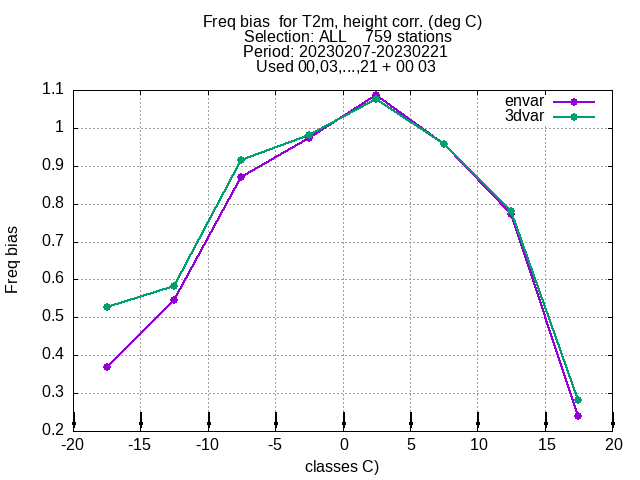 Freq bias  for T2m, height corr. (deg C)
Selection: ALL    759 stations
Period: 20230207-20230221
Used 00,03,...,21 + 00 03
envar
3dvar
1.1
1
0.9
0.8
0.7
0.6
0.5
0.4
0.3
0.2
Freq bias
-20 -15 -10 -5 0 5 10 15 20
classes C)